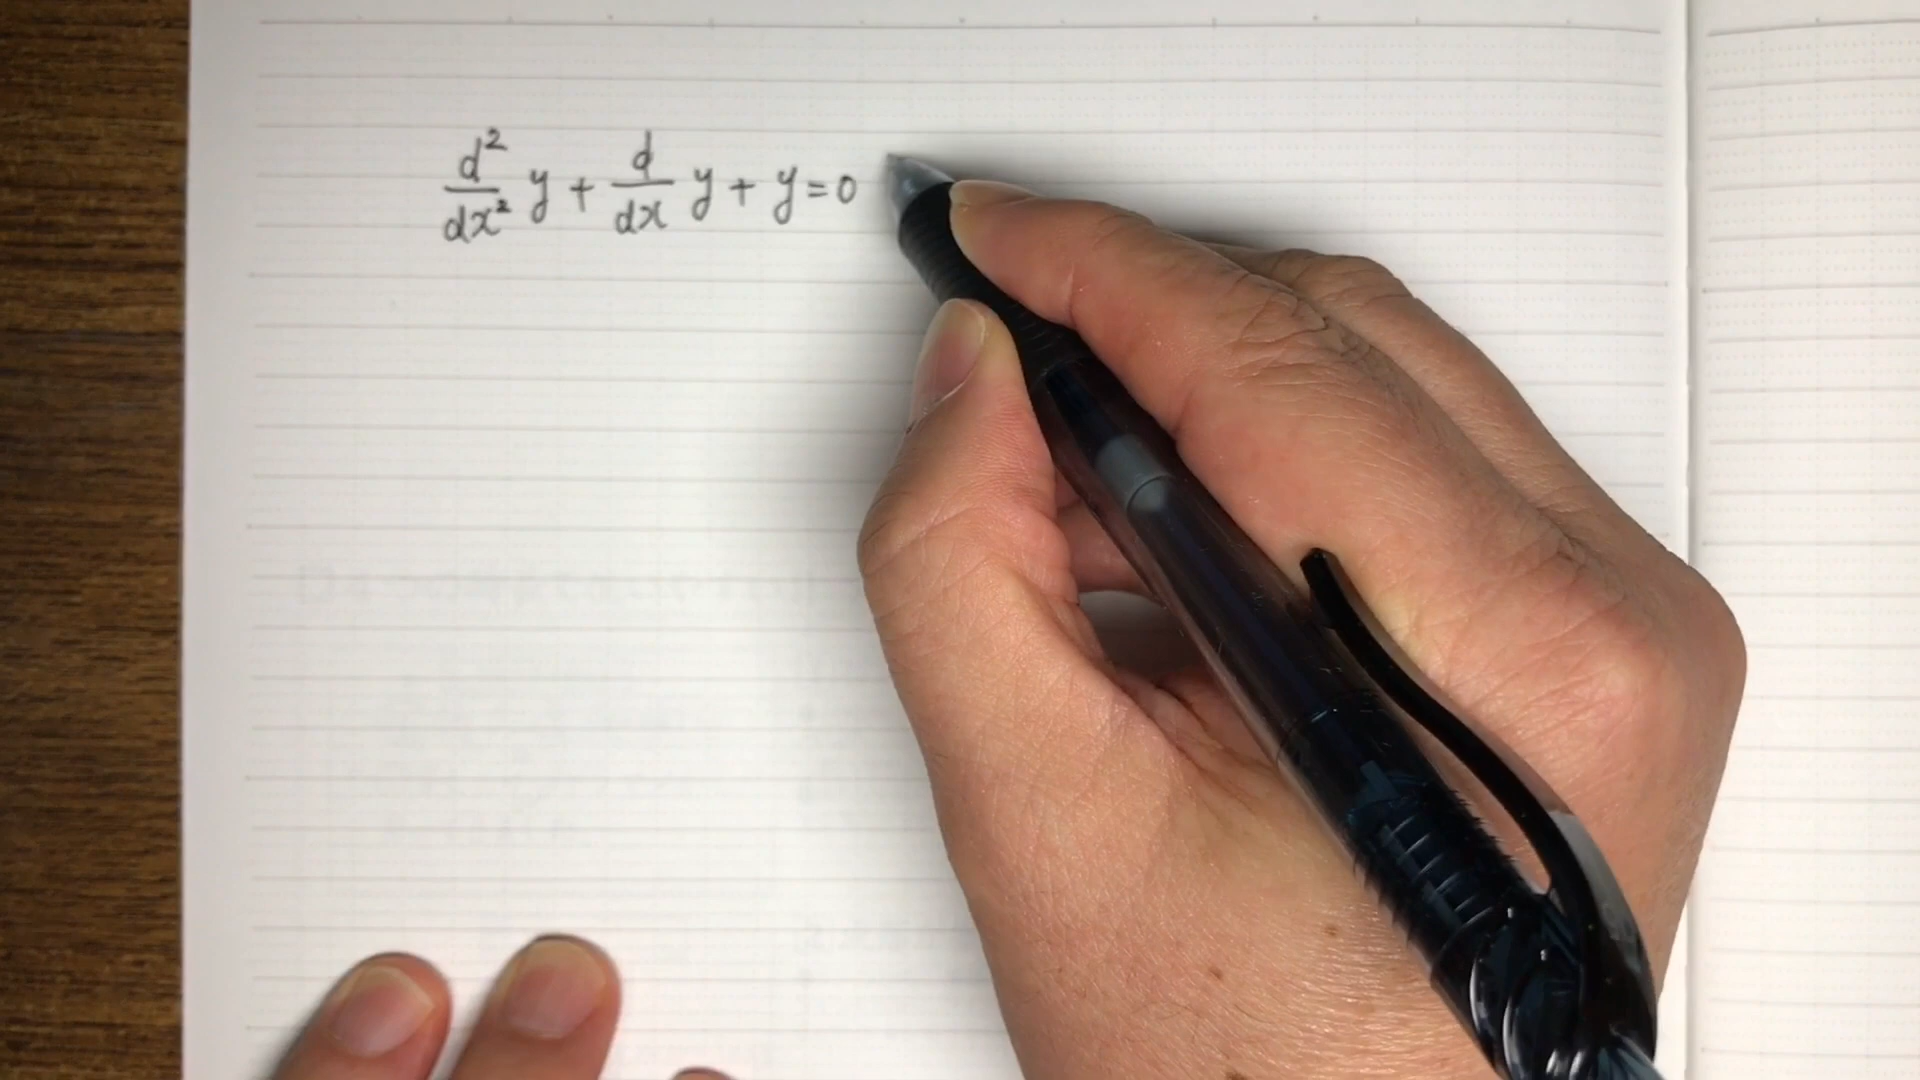 d²/dx² y + d/dx y + y = 0